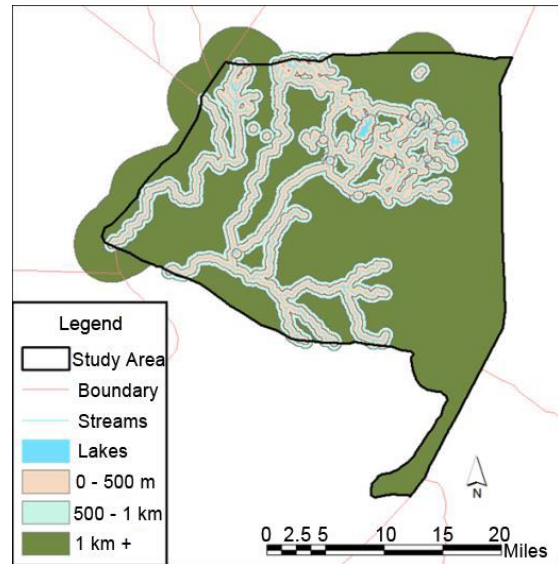 Legend
Study Area
Boundary
Streams
Lakes
0 - 500 m
500 - 1 km
1 km +
N
0 2.5 5 10 15 20
Miles